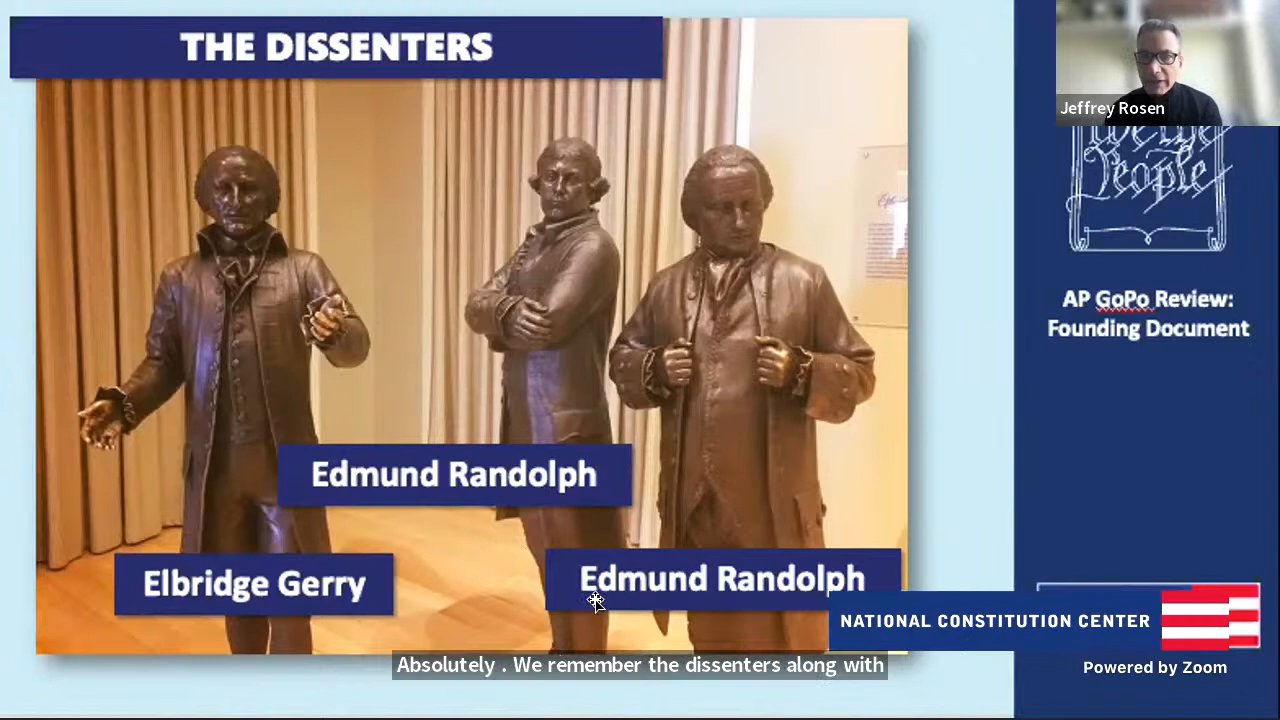 THE DISSENTERS
Jeffrey Rosen
We the
People
AP GoPo Review:
Founding Document
Edmund Randolph
Elbridge Gerry
Edmund Randolph
NATIONAL CONSTITUTION CENTER
Absolutely . We remember the dissenters along with
Powered by Zoom